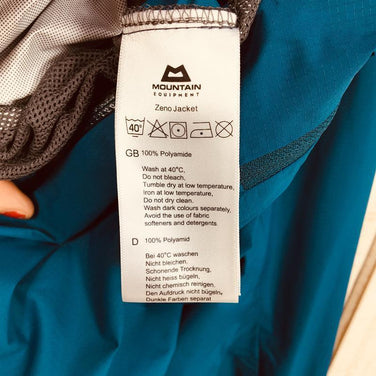 MOUNTAIN
EQUIPMENT
Zeno Jacket
40°
GB 100% Polyamide
Wash at 40°C,
Do not bleach.
Tumble dry at low temperature,
Iron at low temperature,
Do not dry clean.
Wash dark colours separately,
Avoid the use of fabric
softeners and detergents
D 100% Polyamid
Bei 40°C waschen
Nicht bleichen.
Schonende Trocknung,
Nicht heiss bügeln,
Nicht chemisch reinigen.
Den Aufdruck nicht bügeln,
Dunkle Farben separat